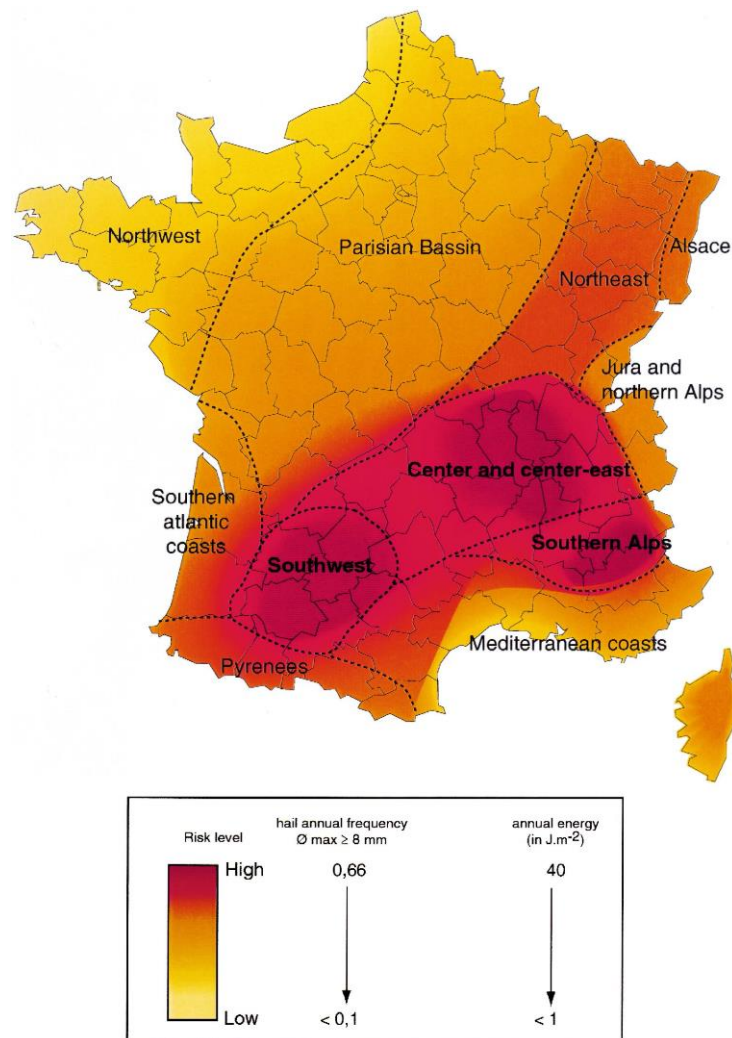 Northwest
Parisian Bassin
Alsace
Northeast
Jura and
northern Alps
Center and center-east
Southern
atlantic
coasts
Southern Alps
Southwest
Mediterranean coasts
Pyrenees
Risk level
hail annual frequency
Ø max ≥ 8 mm
annual energy
(in J.m-2)
High
0,66
40
Low
< 0,1
< 1